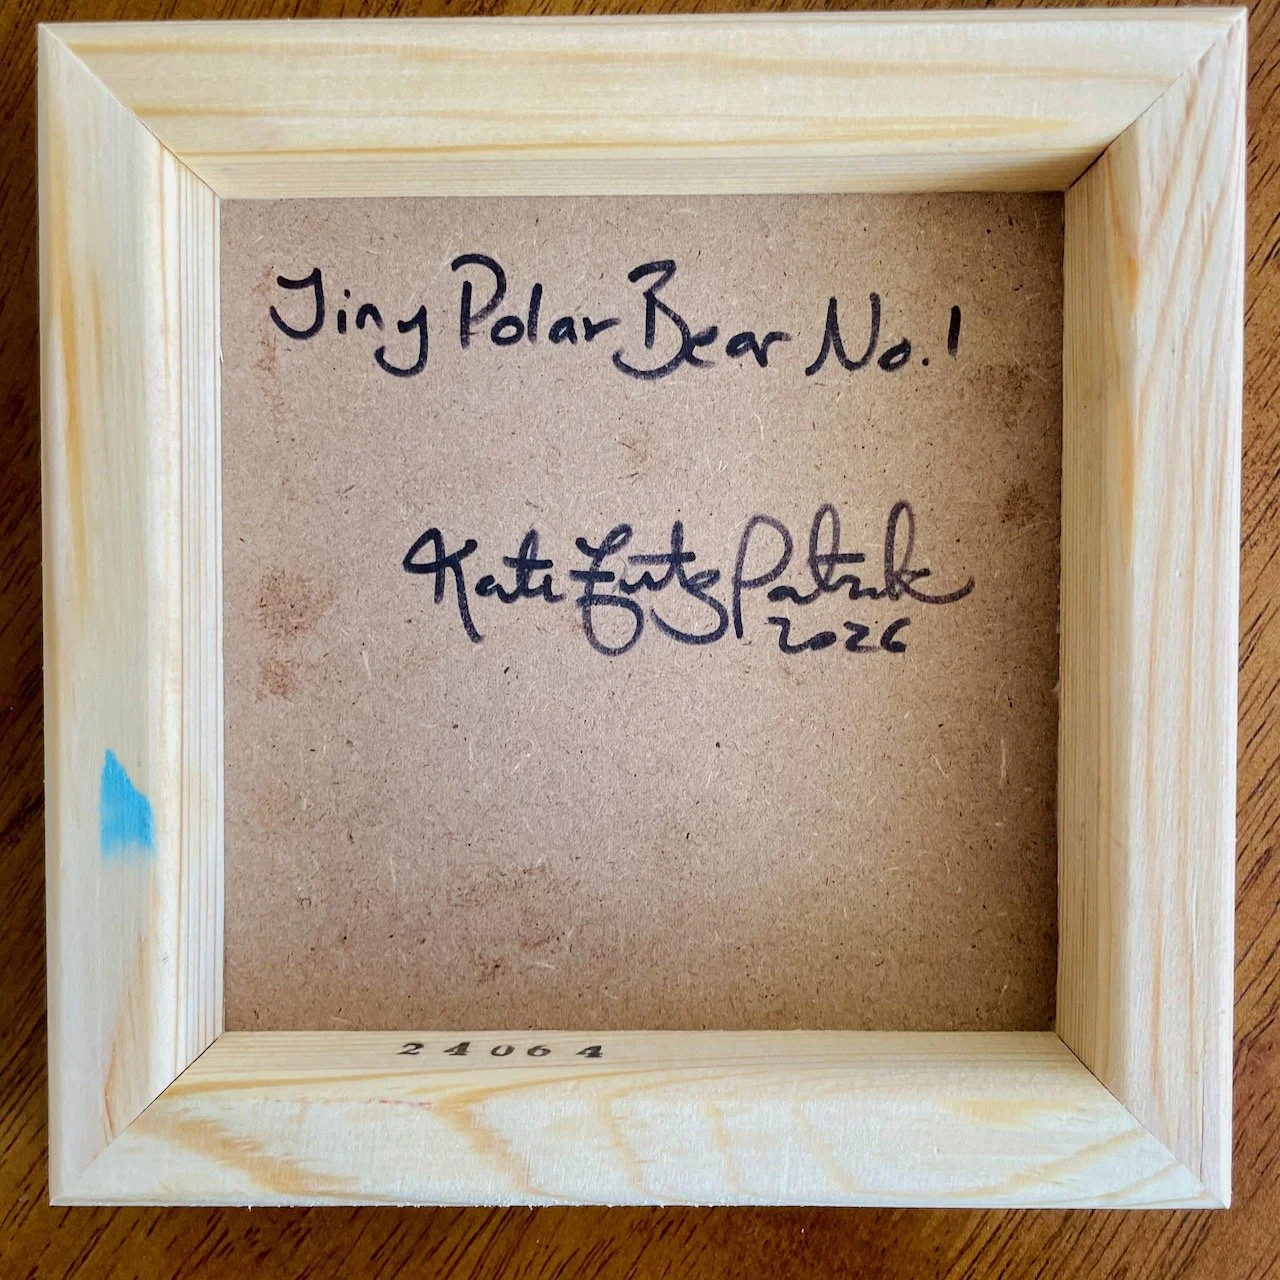 Tiny Polar Bear No. 1
Kate FitzPatrick
2026
24064